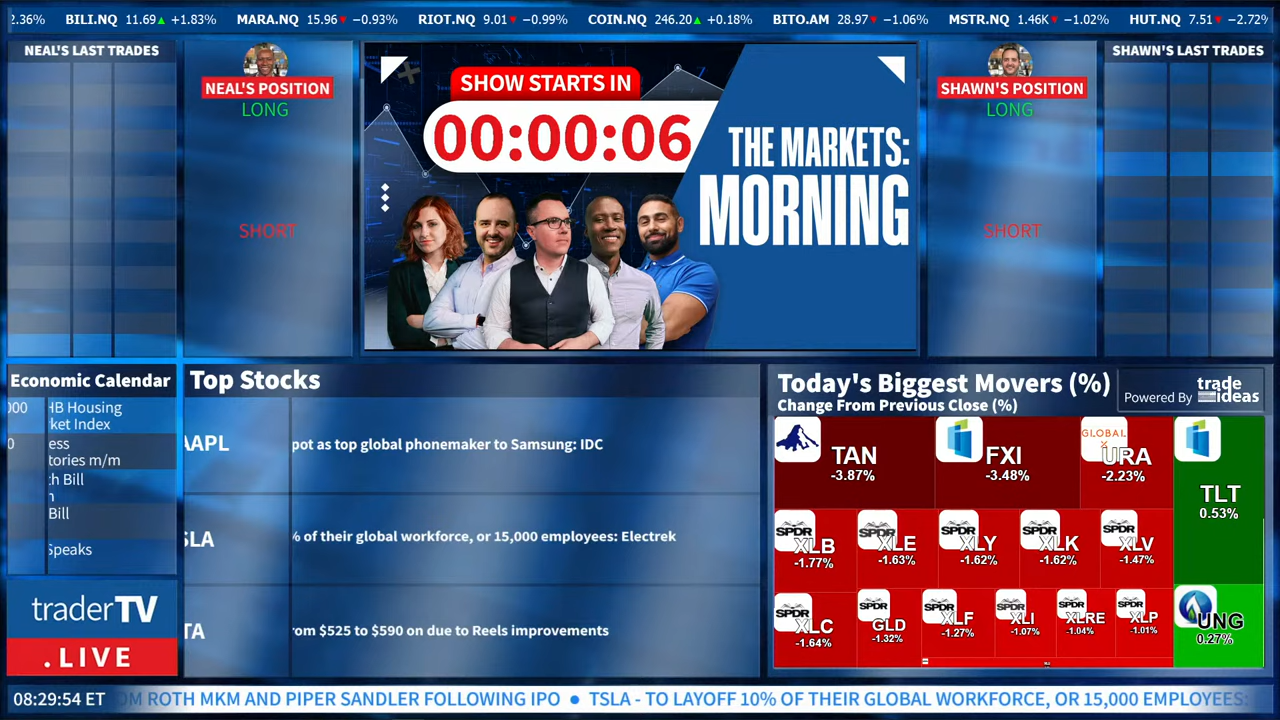 2.36% BILI.NQ 11.69 +1.83% MARA.NQ 15.96 -0.93% RIOT.NQ 9.01 -0.99% COIN.NQ 246.20 +0.18% BITO.AM 28.97 -1.06% MSTR.NQ 1.46K -1.02% HUT.NQ 7.51 -2.72%
NEAL'S LAST TRADES
NEAL'S POSITION
LONG
SHORT
SHOW STARTS IN
00:00:06
THE MARKETS:
MORNING
SHAWN'S POSITION
LONG
SHORT
SHAWN'S LAST TRADES
Economic Calendar
000 HB Housing
ket Index
0 ess
tories m/m
h Bill
n
Bill
Speaks
Top Stocks
AAPL pot as top global phonemaker to Samsung: IDC
SLA % of their global workforce, or 15,000 employees: Electrek
TA rom $525 to $590 on due to Reels improvements
Today's Biggest Movers (%)
Change From Previous Close (%)
Powered By trade ideas
TAN
-3.87%
FXI
-3.48%
GLOBAL X
URA
-2.23%
TLT
0.53%
SPDR
XLB
-1.77%
SPDR
XLE
-1.63%
SPDR
XLY
-1.62%
SPDR
XLK
-1.62%
SPDR
XLV
-1.47%
SPDR
XLC
-1.64%
SPDR
GLD
-1.32%
SPDR
XLF
-1.27%
SPDR
XLI
-1.07%
SPDR
XLRE
-1.04%
SPDR
XLP
-1.01%
UNG
0.27%
traderTV
.LIVE
08:29:54 ET OM ROTH MKM AND PIPER SANDLER FOLLOWING IPO ● TSLA - TO LAYOFF 10% OF THEIR GLOBAL WORKFORCE, OR 15,000 EMPLOYEES: